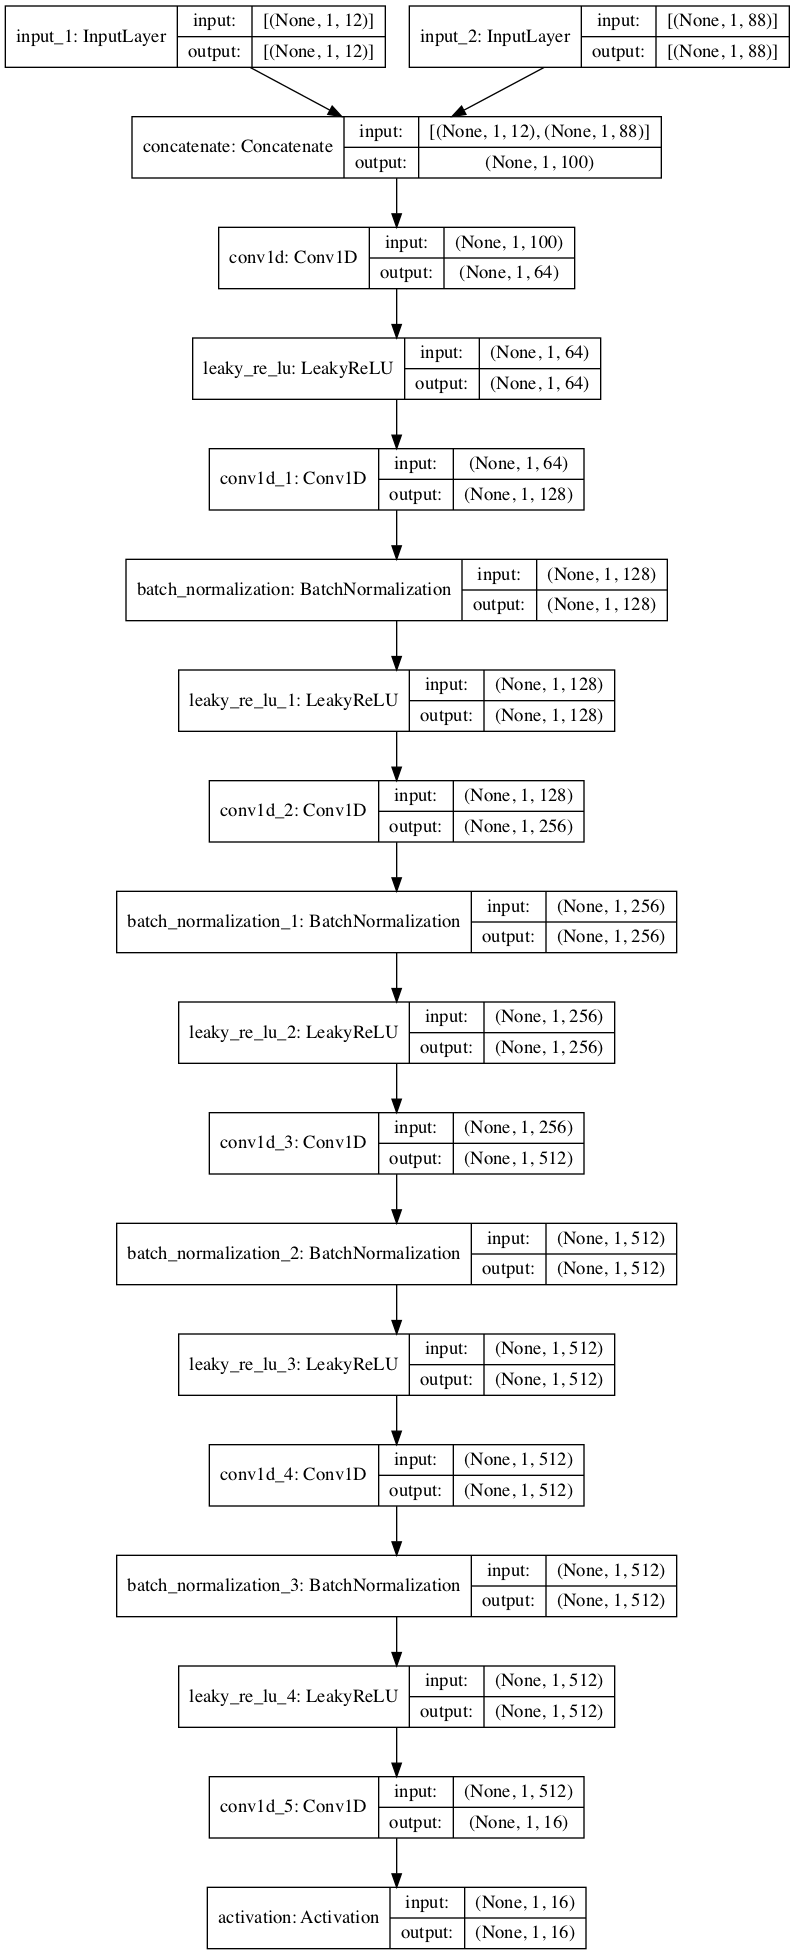 input_1: InputLayer
input: [(None, 1, 12)]
output: [(None, 1, 12)]
input_2: InputLayer
input: [(None, 1, 88)]
output: [(None, 1, 88)]
concatenate: Concatenate
input: [(None, 1, 12), (None, 1, 88)]
output: (None, 1, 100)
conv1d: Conv1D
input: (None, 1, 100)
output: (None, 1, 64)
leaky_re_lu: LeakyReLU
input: (None, 1, 64)
output: (None, 1, 64)
conv1d_1: Conv1D
input: (None, 1, 64)
output: (None, 1, 128)
batch_normalization: BatchNormalization
input: (None, 1, 128)
output: (None, 1, 128)
leaky_re_lu_1: LeakyReLU
input: (None, 1, 128)
output: (None, 1, 128)
conv1d_2: Conv1D
input: (None, 1, 128)
output: (None, 1, 256)
batch_normalization_1: BatchNormalization
input: (None, 1, 256)
output: (None, 1, 256)
leaky_re_lu_2: LeakyReLU
input: (None, 1, 256)
output: (None, 1, 256)
conv1d_3: Conv1D
input: (None, 1, 256)
output: (None, 1, 512)
batch_normalization_2: BatchNormalization
input: (None, 1, 512)
output: (None, 1, 512)
leaky_re_lu_3: LeakyReLU
input: (None, 1, 512)
output: (None, 1, 512)
conv1d_4: Conv1D
input: (None, 1, 512)
output: (None, 1, 512)
batch_normalization_3: BatchNormalization
input: (None, 1, 512)
output: (None, 1, 512)
leaky_re_lu_4: LeakyReLU
input: (None, 1, 512)
output: (None, 1, 512)
conv1d_5: Conv1D
input: (None, 1, 512)
output: (None, 1, 16)
activation: Activation
input: (None, 1, 16)
output: (None, 1, 16)